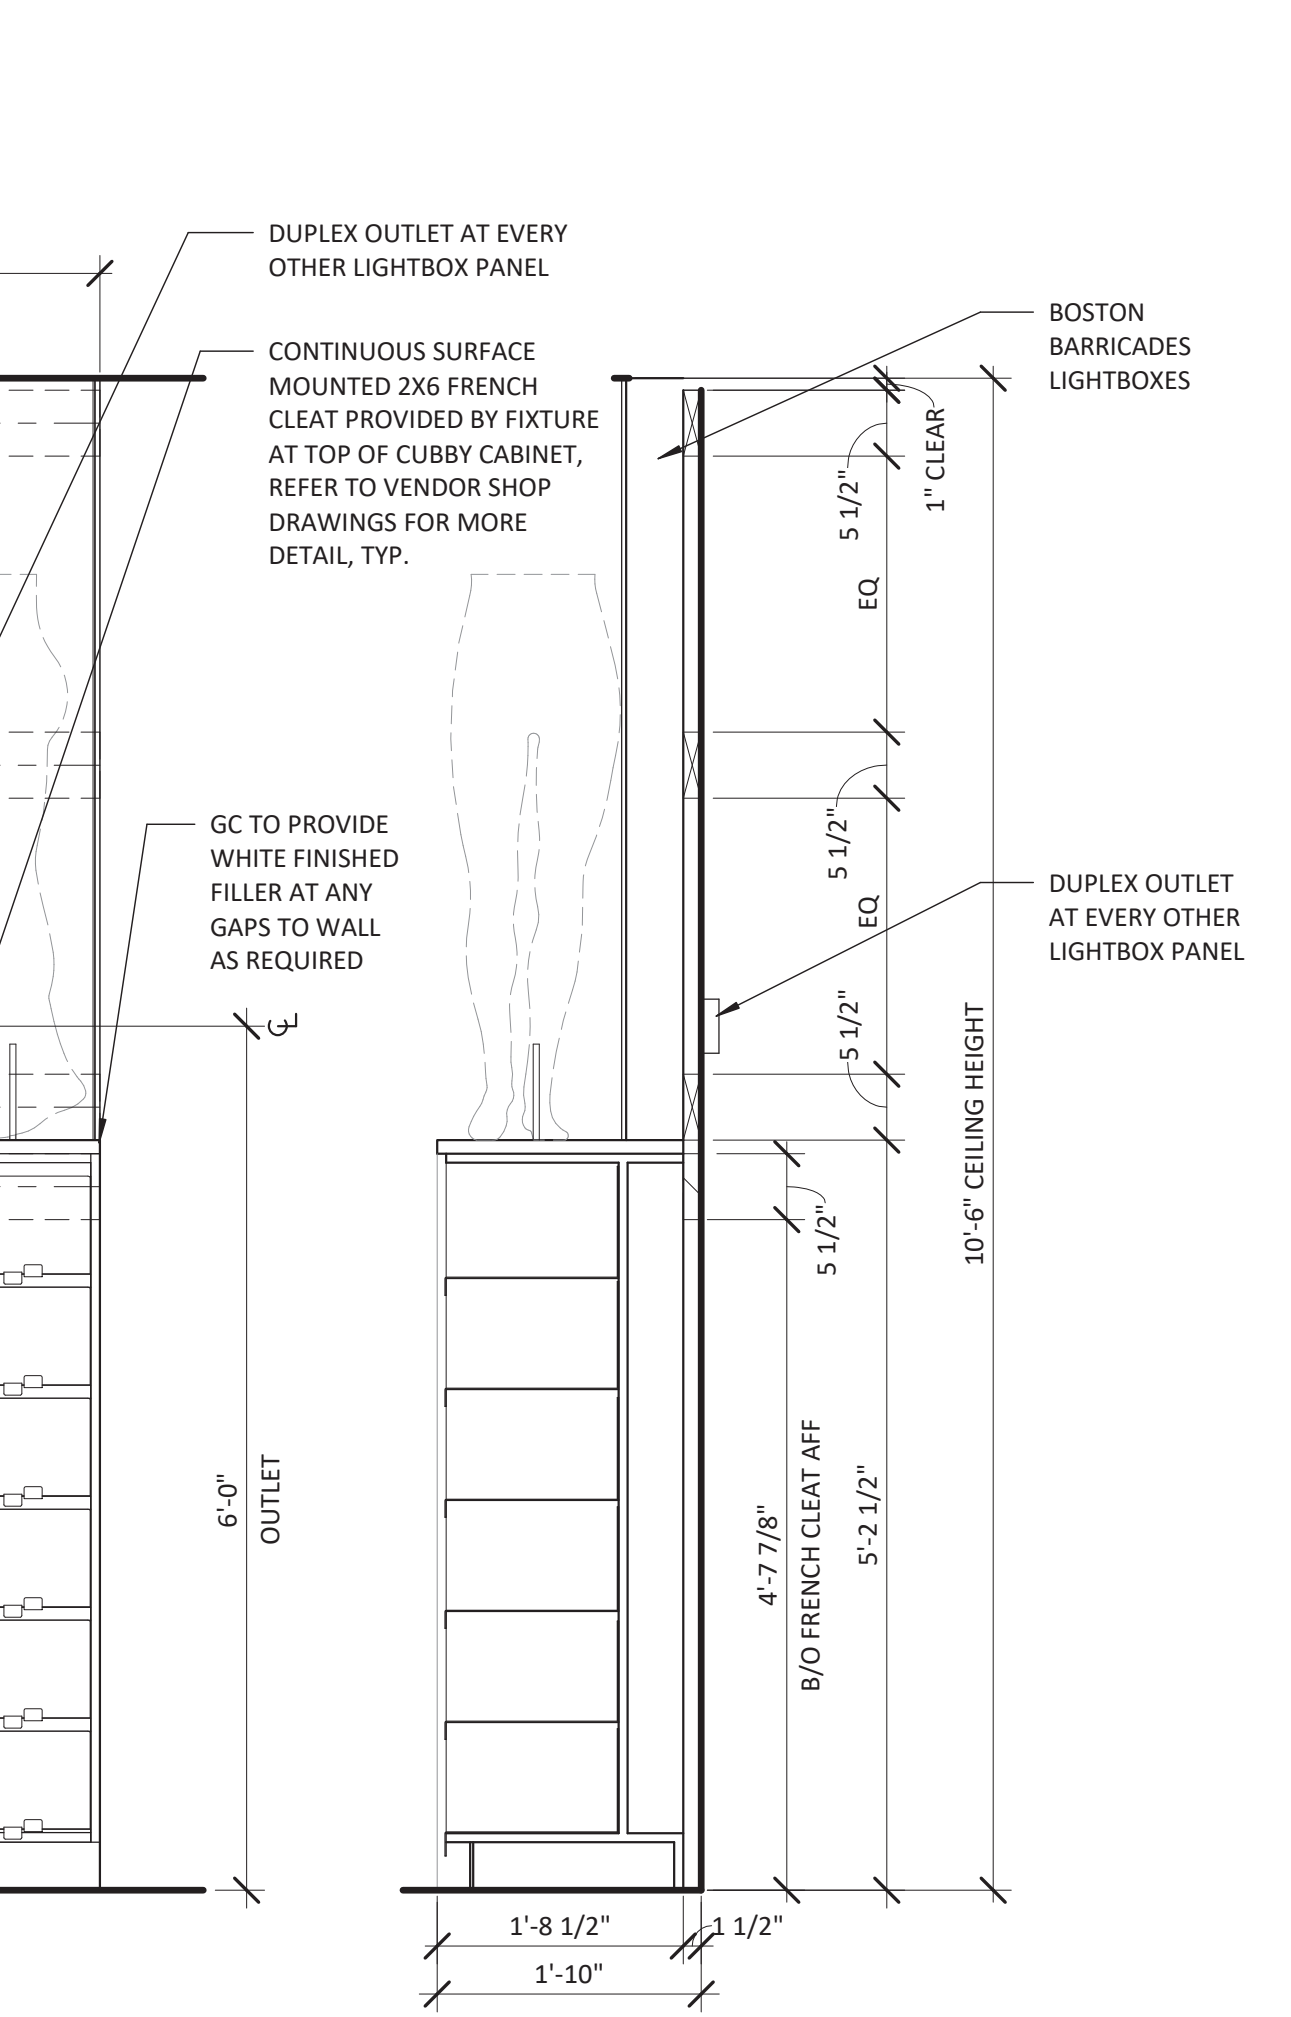 DUPLEX OUTLET AT EVERY
OTHER LIGHTBOX PANEL
CONTINUOUS SURFACE
MOUNTED 2X6 FRENCH
CLEAT PROVIDED BY FIXTURE
AT TOP OF CUBBY CABINET,
REFER TO VENDOR SHOP
DRAWINGS FOR MORE
DETAIL, TYP.
GC TO PROVIDE
WHITE FINISHED
FILLER AT ANY
GAPS TO WALL
AS REQUIRED
℄
6'-0"
OUTLET
BOSTON
BARRICADES
LIGHTBOXES
1" CLEAR
5 1/2"
EQ
5 1/2"
EQ
DUPLEX OUTLET
AT EVERY OTHER
LIGHTBOX PANEL
5 1/2"
10'-6" CEILING HEIGHT
5 1/2"
4'-7 7/8"
B/O FRENCH CLEAT AFF
5'-2 1/2"
1'-8 1/2"
1 1/2"
1'-10"